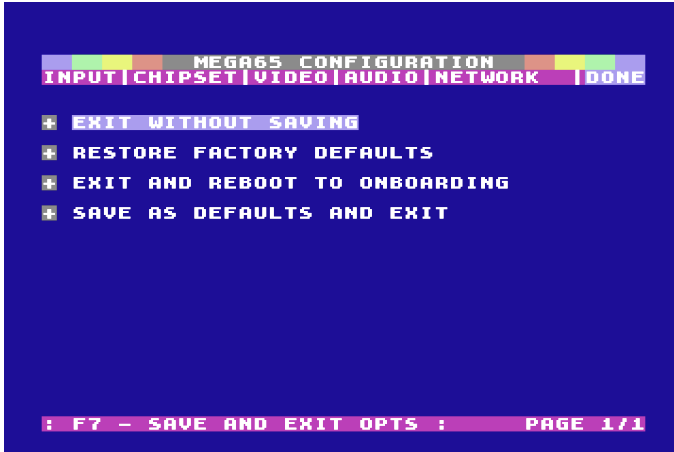 MEGA65 CONFIGURATION
INPUT|CHIPSET|VIDEO|AUDIO|NETWORK |DONE
+ EXIT WITHOUT SAVING
+ RESTORE FACTORY DEFAULTS
+ EXIT AND REBOOT TO ONBOARDING
+ SAVE AS DEFAULTS AND EXIT
: F7 - SAVE AND EXIT OPTS : PAGE 1/1